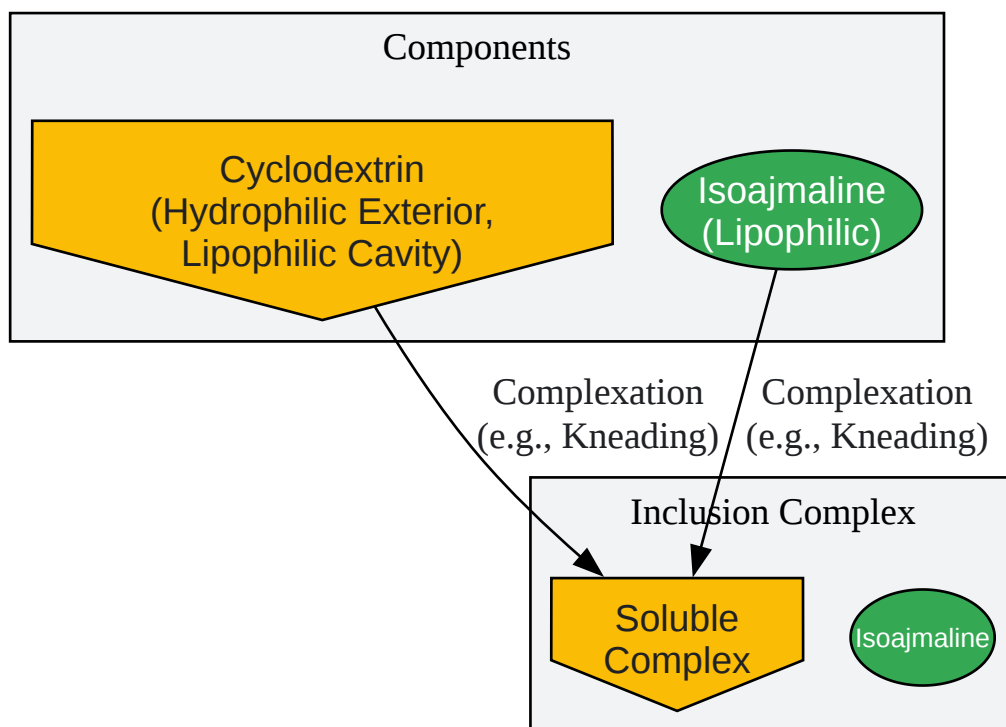 Components
Cyclodextrin
(Hydrophilic Exterior,
Lipophilic Cavity)
Isoajmaline
(Lipophilic)
Complexation
(e.g., Kneading)
Complexation
(e.g., Kneading)
Inclusion Complex
Soluble
Complex
Isoajmaline